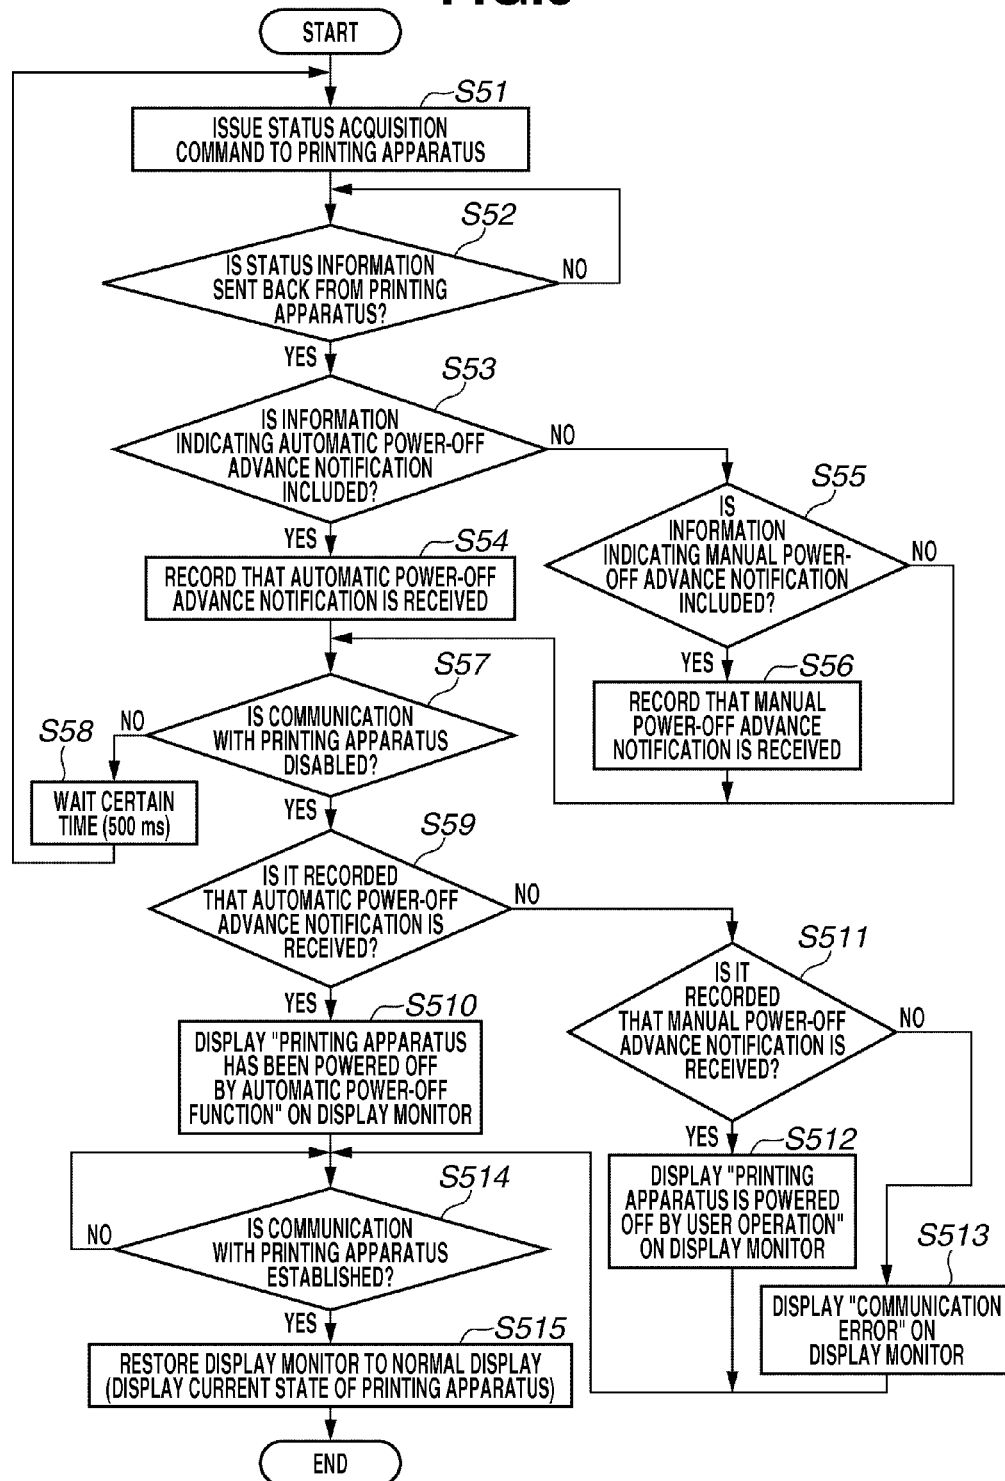 START
S51
ISSUE STATUS ACQUISITION
COMMAND TO PRINTING APPARATUS
S52
IS STATUS INFORMATION
SENT BACK FROM PRINTING
APPARATUS?
NO
YES
S53
IS INFORMATION
INDICATING AUTOMATIC POWER-OFF
ADVANCE NOTIFICATION
INCLUDED?
NO
YES
S54
RECORD THAT AUTOMATIC POWER-OFF
ADVANCE NOTIFICATION IS RECEIVED
S55
IS
INFORMATION
INDICATING MANUAL POWER-
OFF ADVANCE NOTIFICATION
INCLUDED?
NO
YES
S56
RECORD THAT MANUAL
POWER-OFF ADVANCE
NOTIFICATION IS RECEIVED
S57
IS COMMUNICATION
WITH PRINTING APPARATUS
DISABLED?
NO
S58
WAIT CERTAIN
TIME (500 ms)
YES
S59
IS IT RECORDED
THAT AUTOMATIC POWER-OFF
ADVANCE NOTIFICATION IS
RECEIVED?
NO
YES
S510
DISPLAY "PRINTING APPARATUS
HAS BEEN POWERED OFF
BY AUTOMATIC POWER-OFF
FUNCTION" ON DISPLAY MONITOR
S511
IS IT
RECORDED
THAT MANUAL POWER-OFF
ADVANCE NOTIFICATION IS
RECEIVED?
NO
YES
S512
DISPLAY "PRINTING
APPARATUS IS POWERED
OFF BY USER OPERATION"
ON DISPLAY MONITOR
S513
DISPLAY "COMMUNICATION
ERROR" ON
DISPLAY MONITOR
S514
IS COMMUNICATION
WITH PRINTING APPARATUS
ESTABLISHED?
NO
YES
S515
RESTORE DISPLAY MONITOR TO NORMAL DISPLAY
(DISPLAY CURRENT STATE OF PRINTING APPARATUS)
END